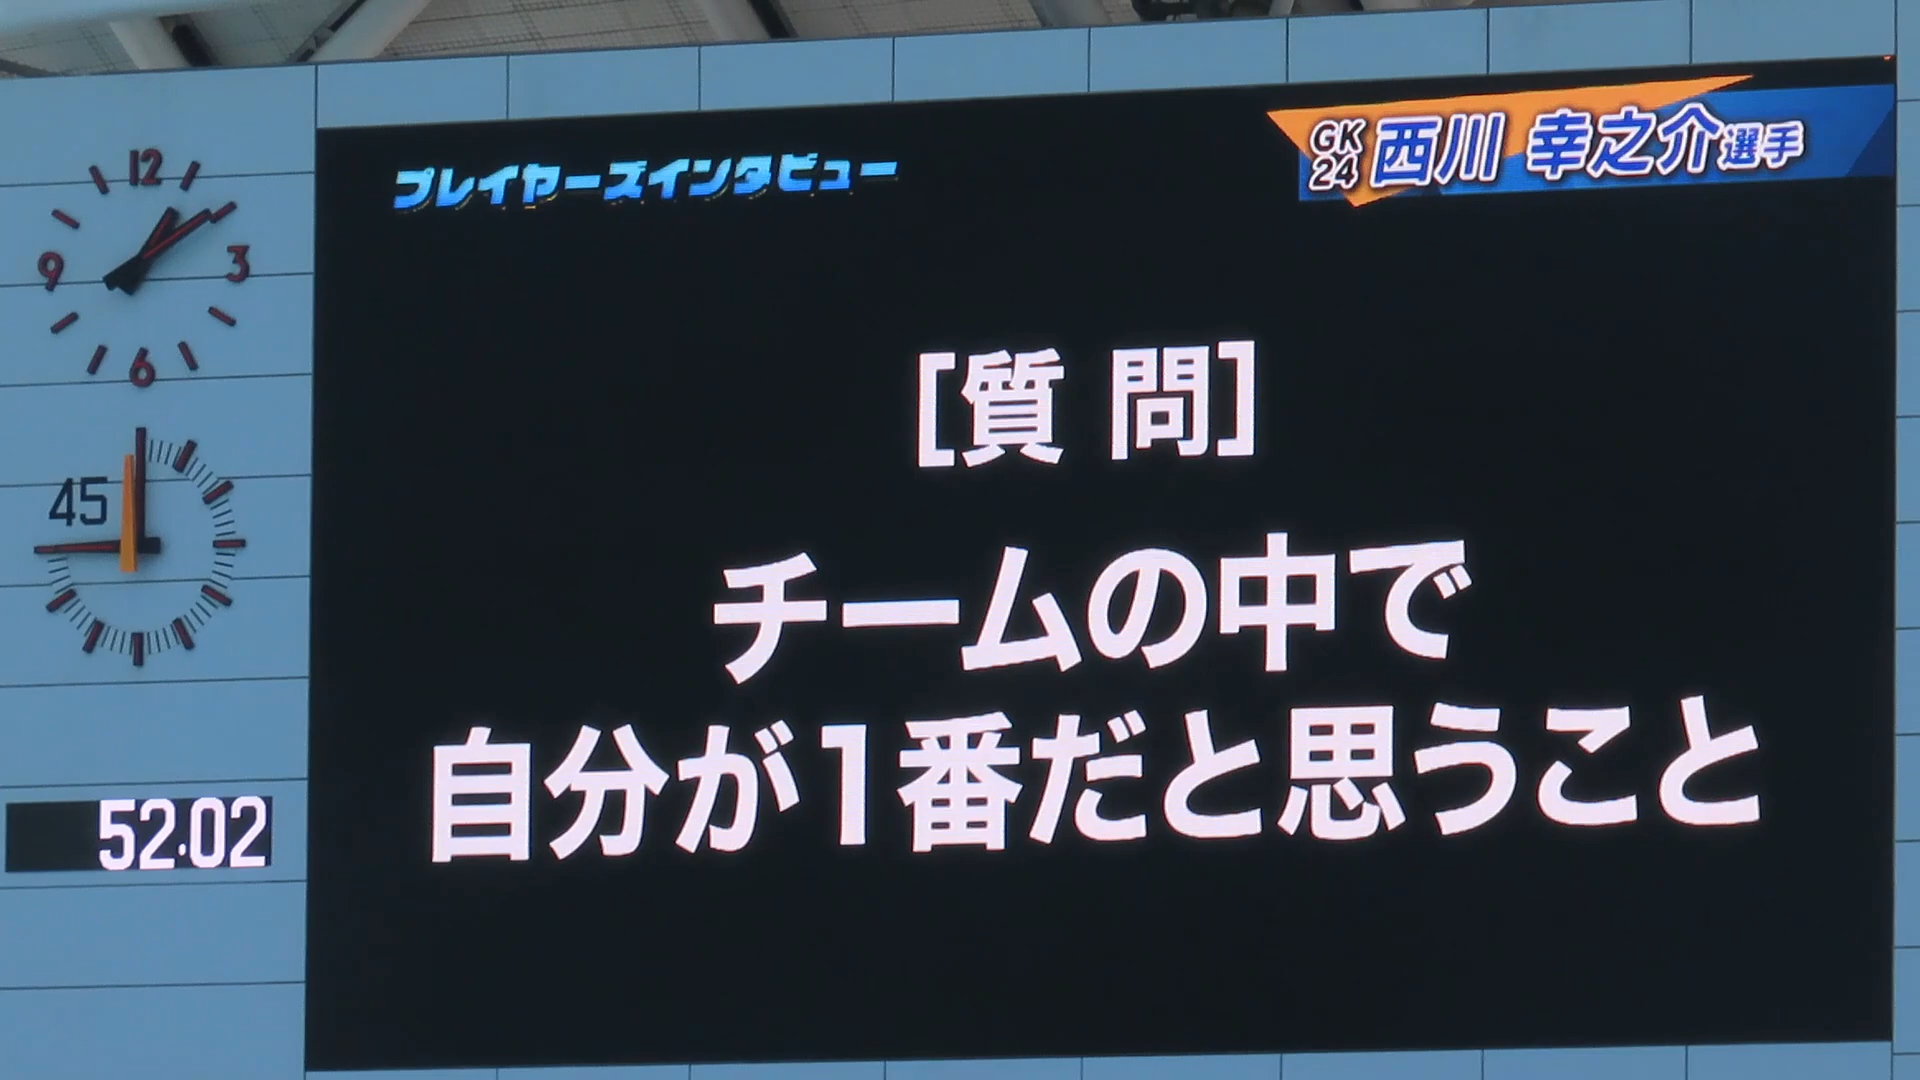 プレイヤーズインタビュー
GK
24
西川 幸之介選手
[質 問]
チームの中で
自分が1番だと思うこと
12
3
6
9
45
52.02